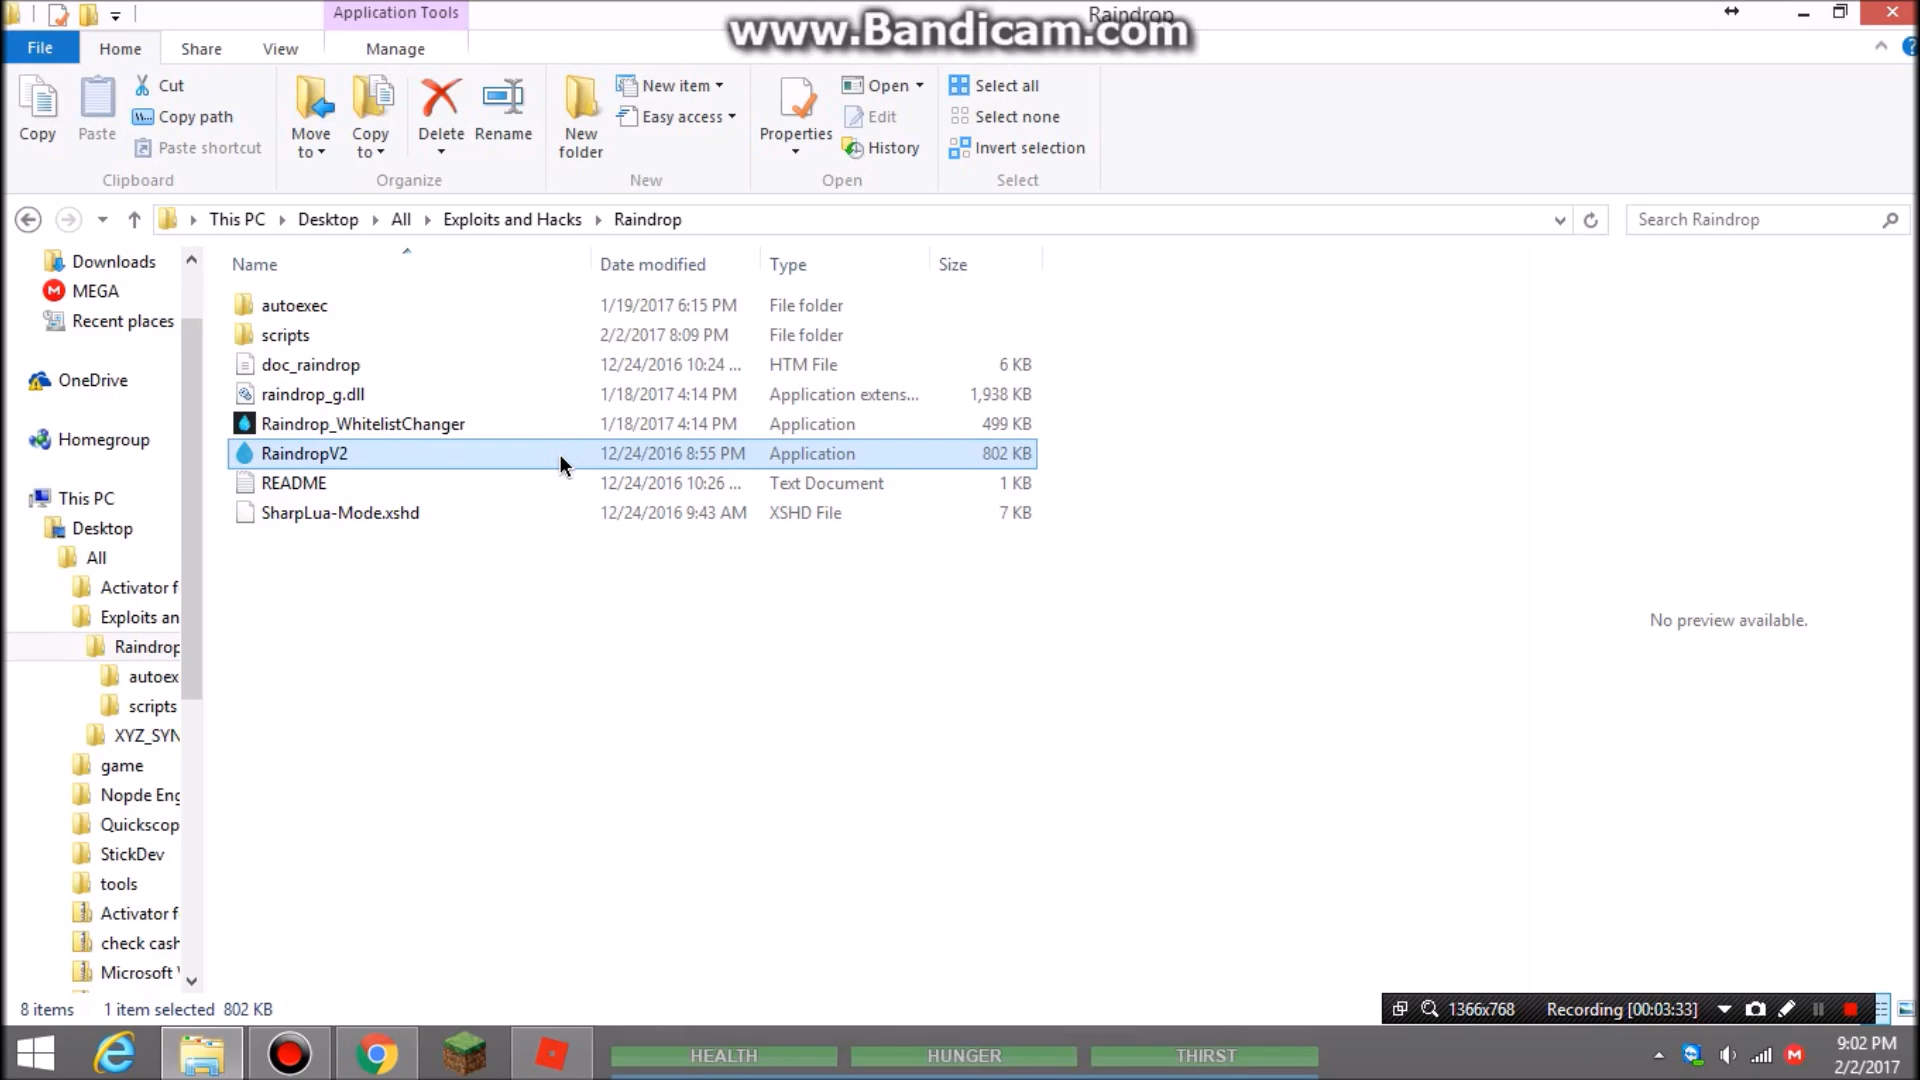 Application Tools
Raindrop
www.Bandicam.com
File
Home
Share
View
Manage
Copy
Paste
Cut
Copy path
Paste shortcut
Move to
Copy to
Delete
Rename
New folder
New item
Easy access
Properties
Open
Edit
History
Select all
Select none
Invert selection
Clipboard
Organize
New
Open
Select
This PC
Desktop
All
Exploits and Hacks
Raindrop
Search Raindrop
Name
Date modified
Type
Size
autoexec 1/19/2017 6:15 PM File folder
scripts 2/2/2017 8:09 PM File folder
doc_raindrop 12/24/2016 10:24 ... HTM File 6 KB
raindrop_g.dll 1/18/2017 4:14 PM Application extens... 1,938 KB
Raindrop_WhitelistChanger 1/18/2017 4:14 PM Application 499 KB
RaindropV2 12/24/2016 8:55 PM Application 802 KB
README 12/24/2016 10:26 ... Text Document 1 KB
SharpLua-Mode.xshd 12/24/2016 9:43 AM XSHD File 7 KB
Downloads
MEGA
Recent places
OneDrive
Homegroup
This PC
Desktop
All
Activator f
Exploits an
Raindrop
autoex
scripts
XYZ_SYN
game
Nopde Eng
Quickscop
StickDev
tools
Activator f
check cash
Microsoft
No preview available.
8 items
1 item selected 802 KB
1366x768
Recording [00:03:33]
HEALTH
HUNGER
THIRST
9:02 PM
2/2/2017